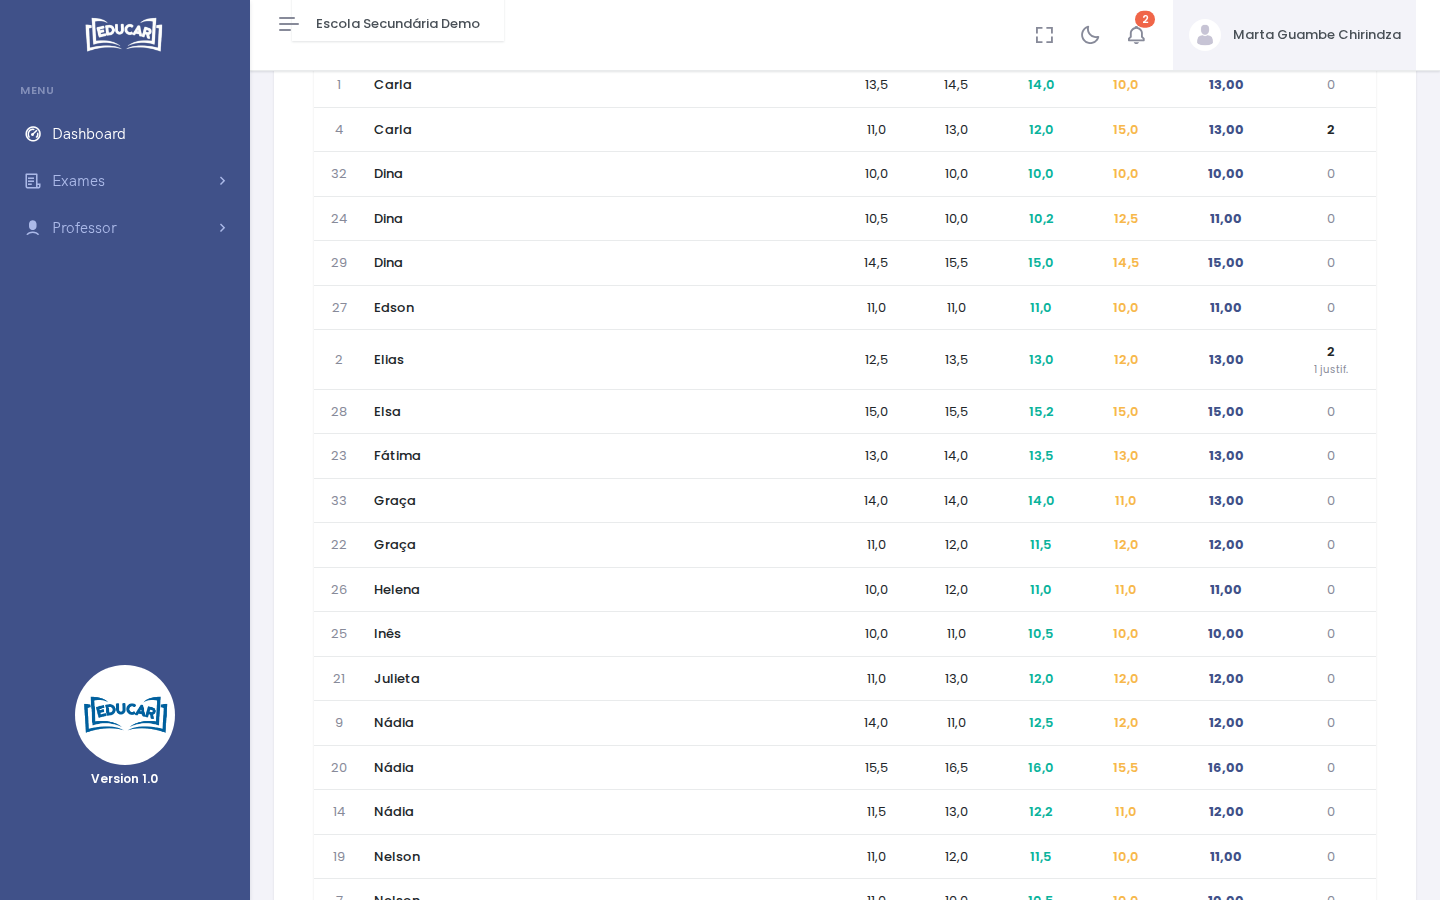 EDUCAR
Escola Secundária Demo
2
Marta Guambe Chirindza
MENU
Dashboard
Exames
Professor
1 Carla 13,5 14,5 14,0 10,0 13,00 0
4 Carla 11,0 13,0 12,0 15,0 13,00 2
32 Dina 10,0 10,0 10,0 10,0 10,00 0
24 Dina 10,5 10,0 10,2 12,5 11,00 0
29 Dina 14,5 15,5 15,0 14,5 15,00 0
27 Edson 11,0 11,0 11,0 10,0 11,00 0
2 Elias 12,5 13,5 13,0 12,0 13,00 2
1 justif.
28 Elsa 15,0 15,5 15,2 15,0 15,00 0
23 Fátima 13,0 14,0 13,5 13,0 13,00 0
33 Graça 14,0 14,0 14,0 11,0 13,00 0
22 Graça 11,0 12,0 11,5 12,0 12,00 0
26 Helena 10,0 12,0 11,0 11,0 11,00 0
25 Inês 10,0 11,0 10,5 10,0 10,00 0
21 Julieta 11,0 13,0 12,0 12,0 12,00 0
9 Nádia 14,0 11,0 12,5 12,0 12,00 0
20 Nádia 15,5 16,5 16,0 15,5 16,00 0
14 Nádia 11,5 13,0 12,2 11,0 12,00 0
19 Nelson 11,0 12,0 11,5 10,0 11,00 0
7 Nelson
EDUCAR
Version 1.0